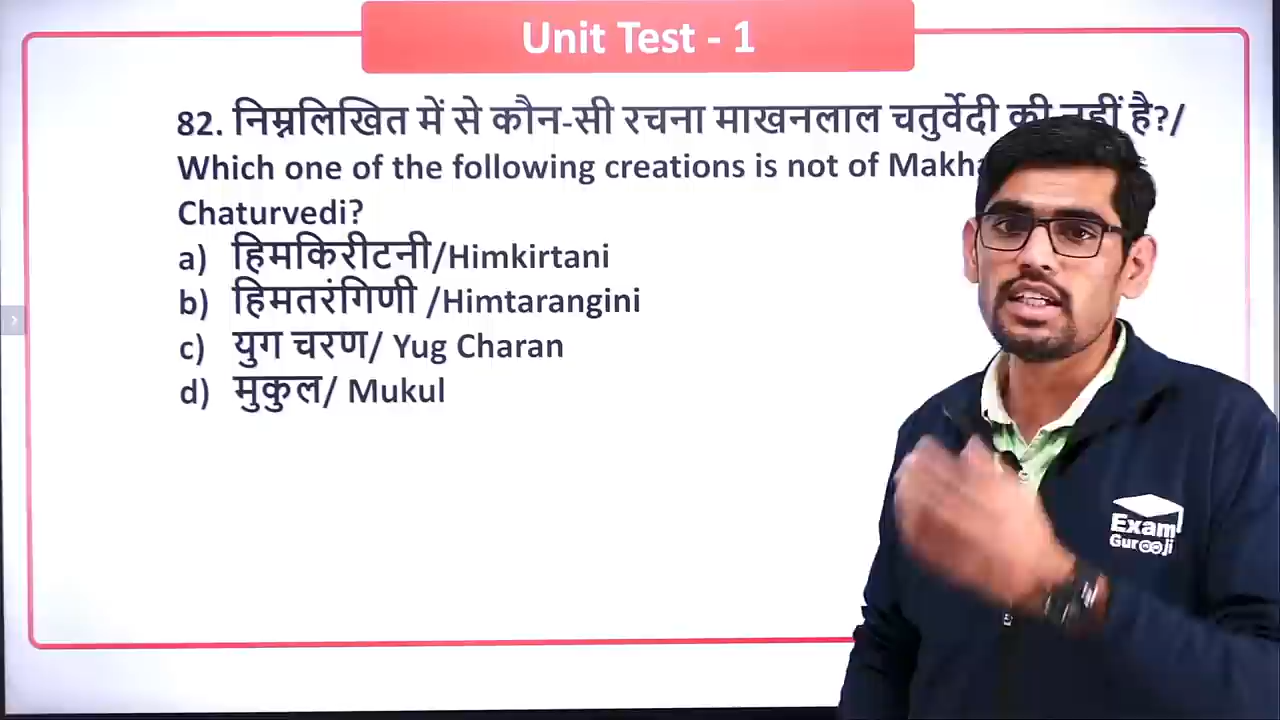 Unit Test - 1
82. निम्नलिखित में से कौन-सी रचना माखनलाल चतुर्वेदी की नहीं है?/
Which one of the following creations is not of
Chaturvedi?
a) हिमकिरीटनी/Himkirtani
b) हिमतरंगिणी /Himtarangini
c) युग चरण/ Yug Charan
d) मुकुल/ Mukul
Exam
Gurooji